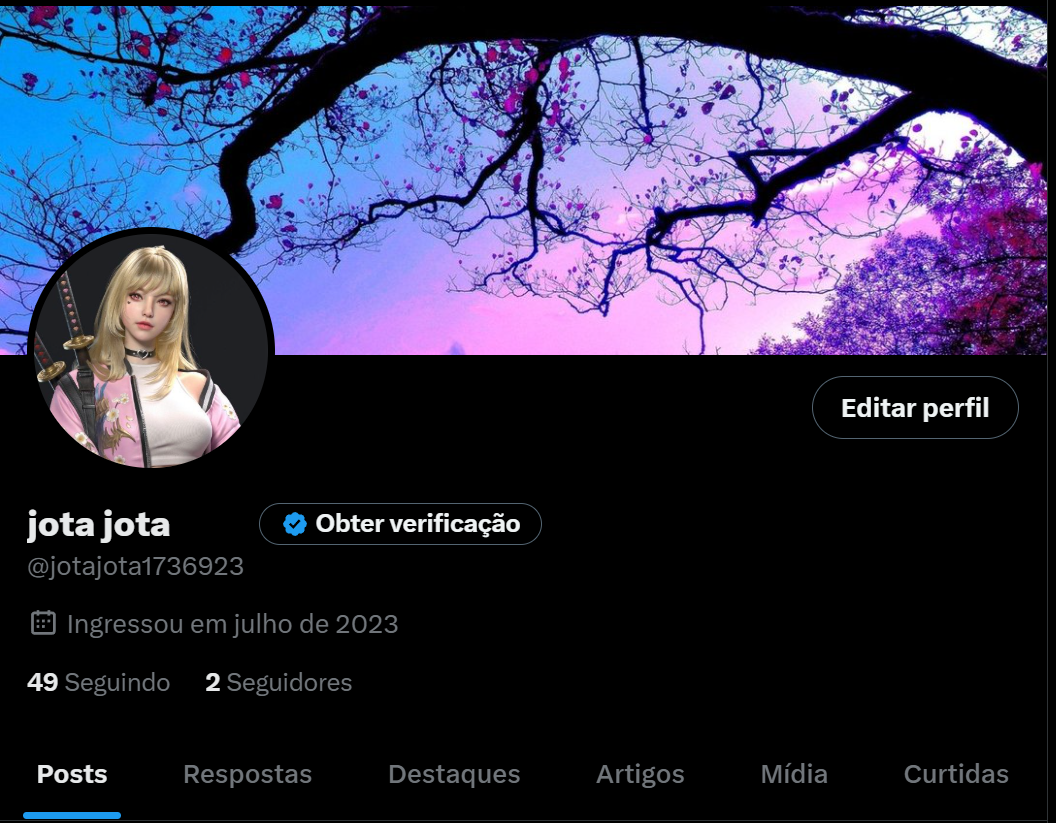 Editar perfil
jota jota
Obter verificação
@jotajota1736923
Ingressou em julho de 2023
49 Seguindo 2 Seguidores
Posts Respostas Destaques Artigos Mídia Curtidas